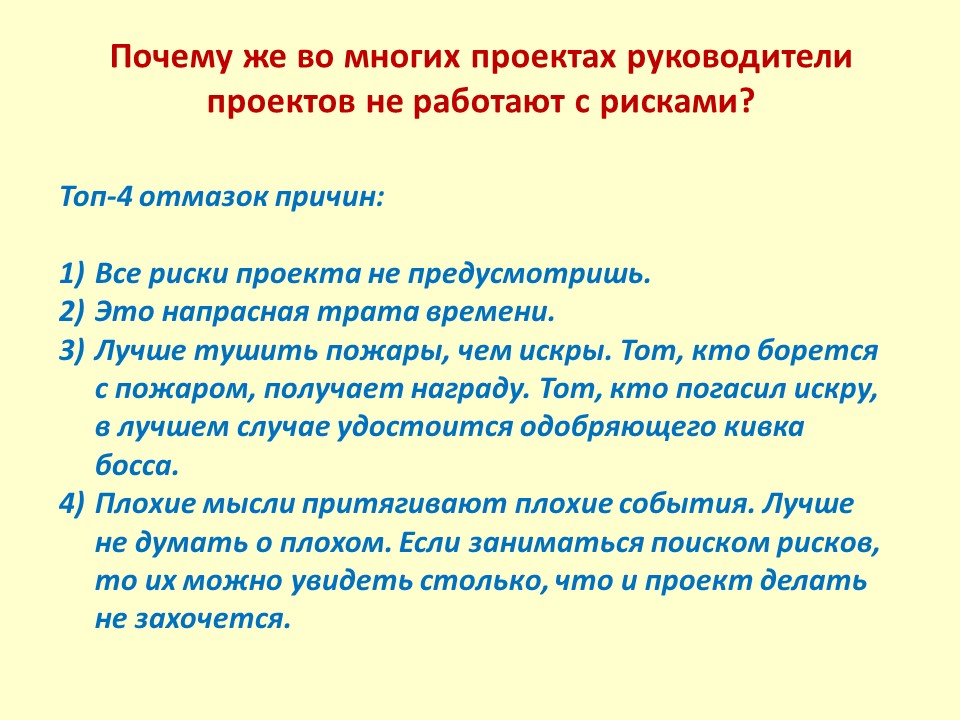 Почему же во многих проектах руководители
проектов не работают с рисками?
Топ-4 отмазок причин:
1) Все риски проекта не предусмотришь.
2) Это напрасная трата времени.
3) Лучше тушить пожары, чем искры. Тот, кто борется
с пожаром, получает награду. Тот, кто погасил искру,
в лучшем случае удостоится одобряющего кивка
босса.
4) Плохие мысли притягивают плохие события. Лучше
не думать о плохом. Если заниматься поиском рисков,
то их можно увидеть столько, что и проект делать
не захочется.